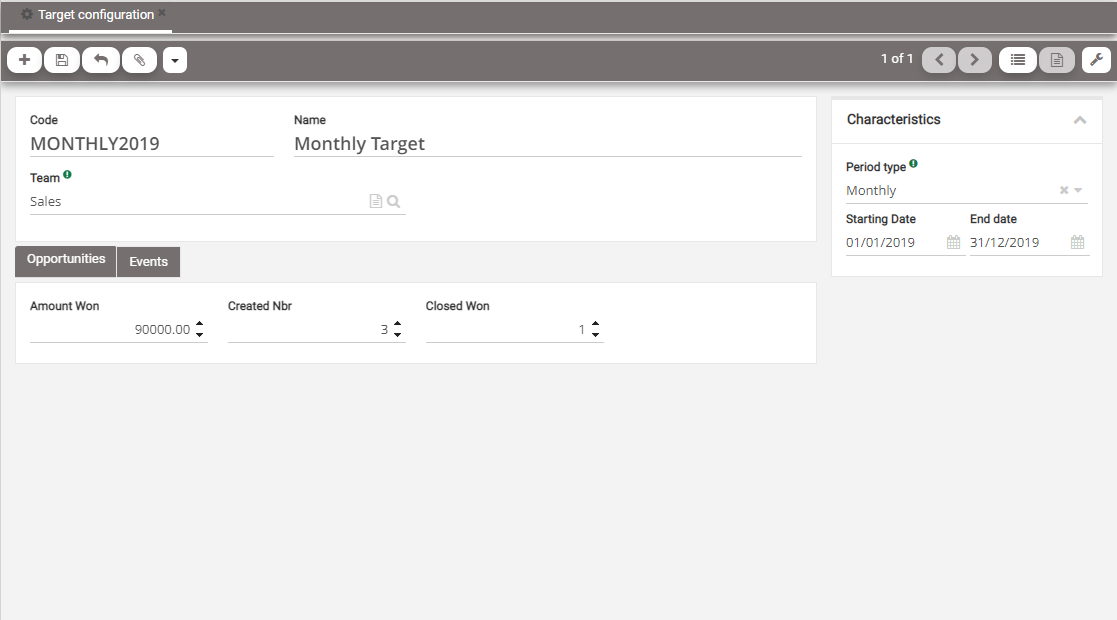 Target configuration
1 of 1
Code
MONTHLY2019
Name
Monthly Target
Team
Sales
Characteristics
Period type
Monthly
Starting Date
01/01/2019
End date
31/12/2019
Opportunities
Events
Amount Won
90000.00
Created Nbr
3
Closed Won
1